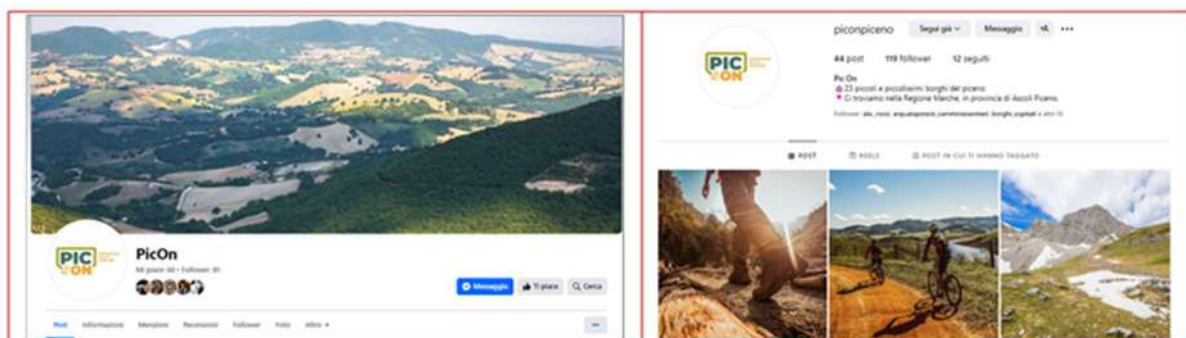 PIC
ON
PicOn
Mi piace: 60 • Follower: 81
Messaggio
Ti piace
Cerca
Post Informazioni Menzioni Recensioni Follower Foto Altro
piconpiceno Segui già Messaggio
44 post 119 follower 12 seguiti
PIC
ON
Pic On
23 piccoli e piccolissimi borghi del piceno
Ci troviamo nella Regione Marche, in provincia di Ascoli Piceno.
POST REELS POST IN CUI TI HANNO TAGGATO